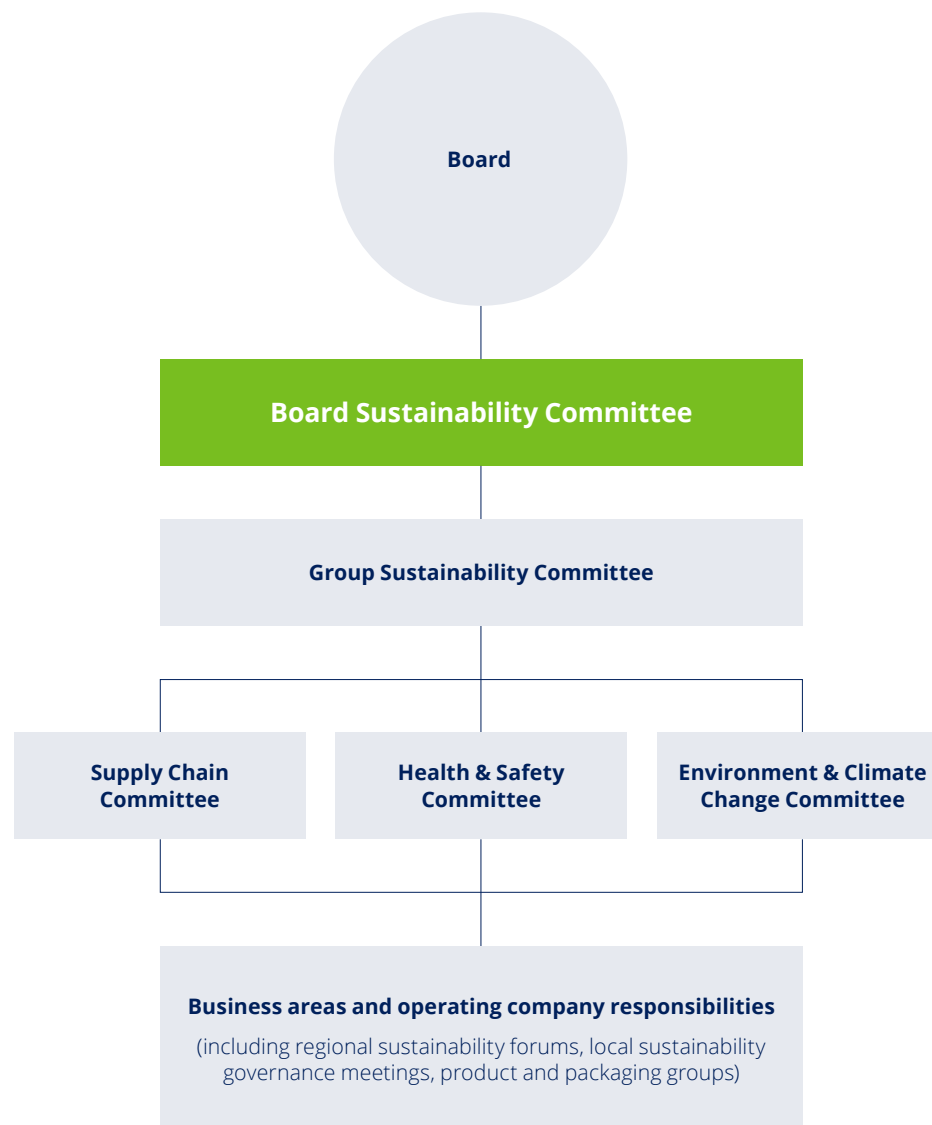 Board
Board Sustainability Committee
Group Sustainability Committee
Supply Chain
Committee
Health & Safety
Committee
Environment & Climate
Change Committee
Business areas and operating company responsibilities
(including regional sustainability forums, local sustainability
governance meetings, product and packaging groups)